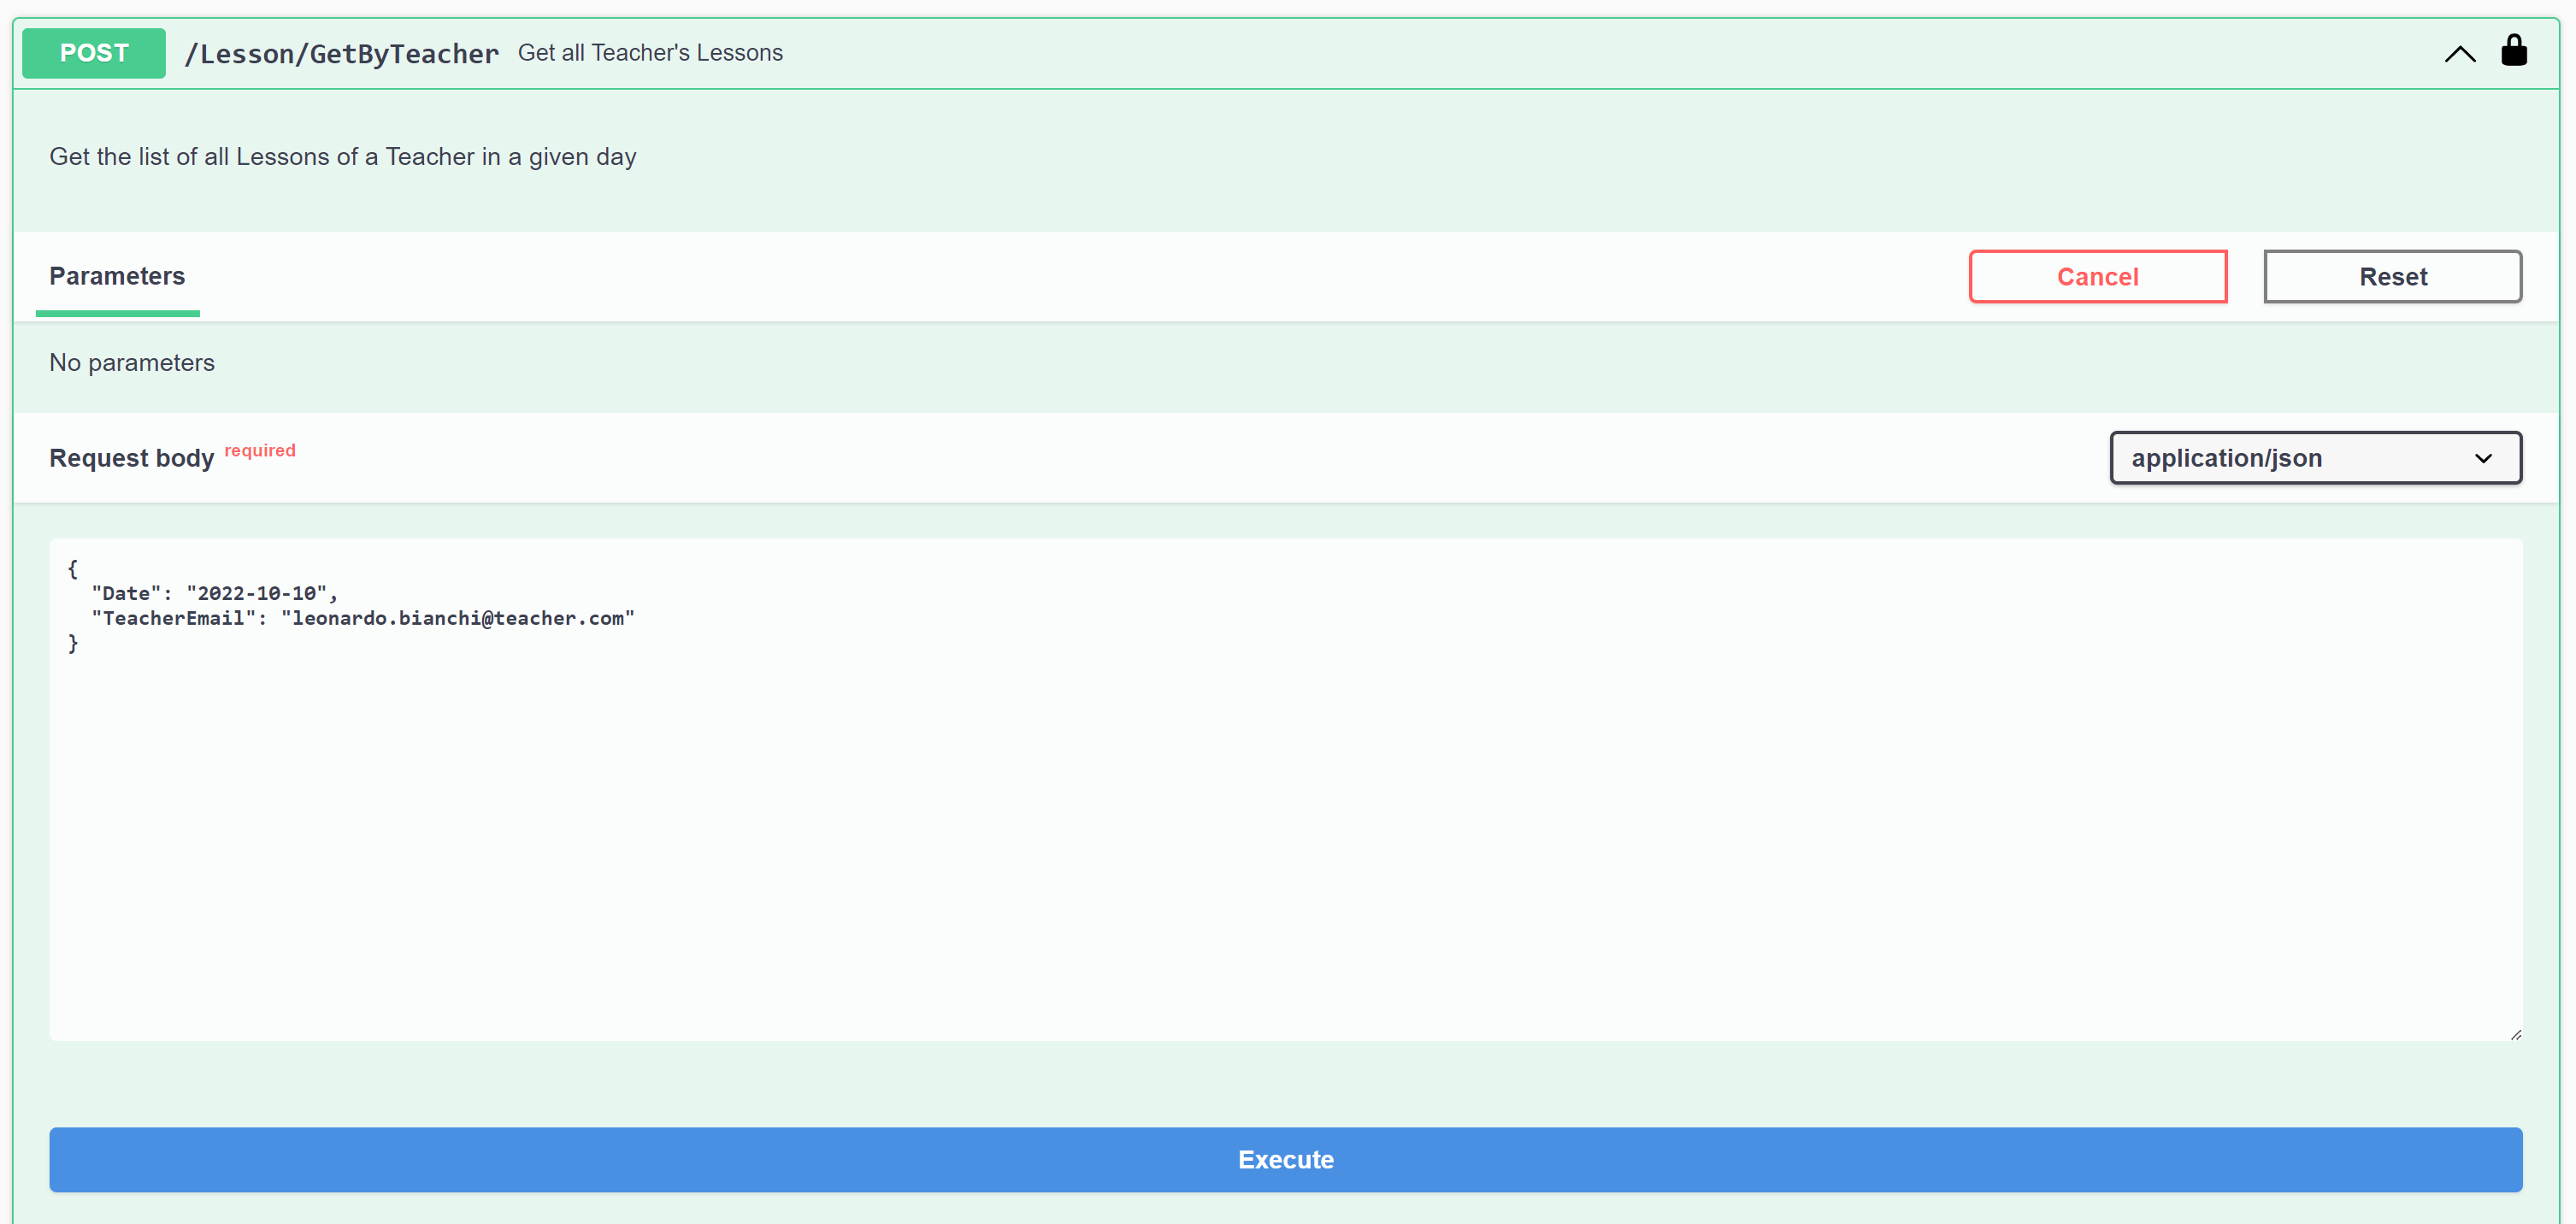 POST /Lesson/GetByTeacher Get all Teacher's Lessons
Get the list of all Lessons of a Teacher in a given day
Parameters
Cancel
Reset
No parameters
Request body required
application/json
{
  "Date": "2022-10-10",
  "TeacherEmail": "leonardo.bianchi@teacher.com"
}
Execute